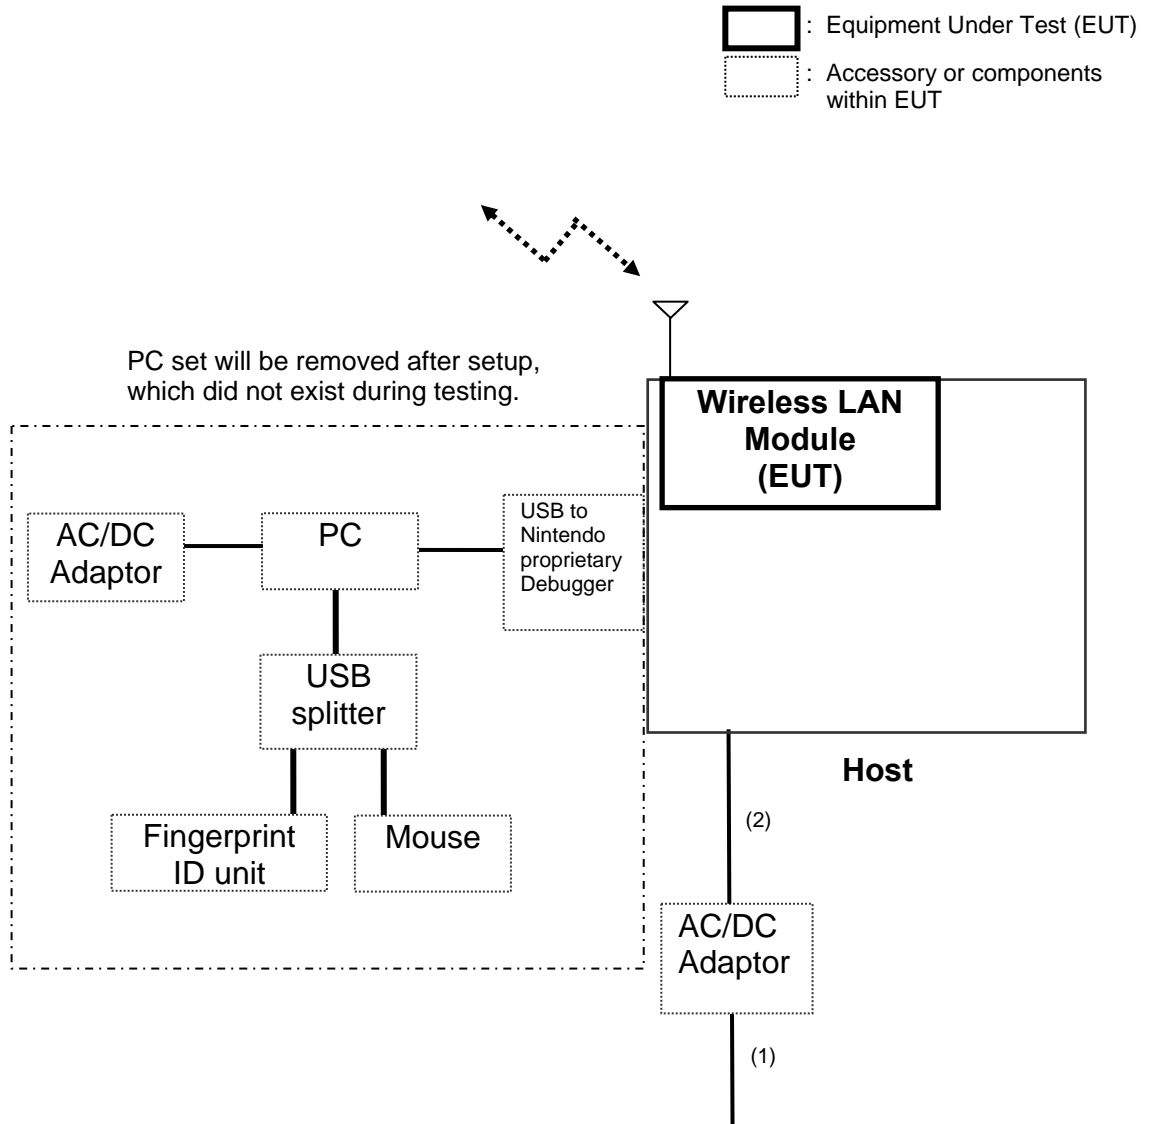 : Equipment Under Test (EUT)
: Accessory or components
within EUT
PC set will be removed after setup,
which did not exist during testing.
Wireless LAN
Module
(EUT)
AC/DC
Adaptor
PC
USB to
Nintendo
proprietary
Debugger
USB
splitter
Fingerprint
ID unit
Mouse
Host
(2)
AC/DC
Adaptor
(1)